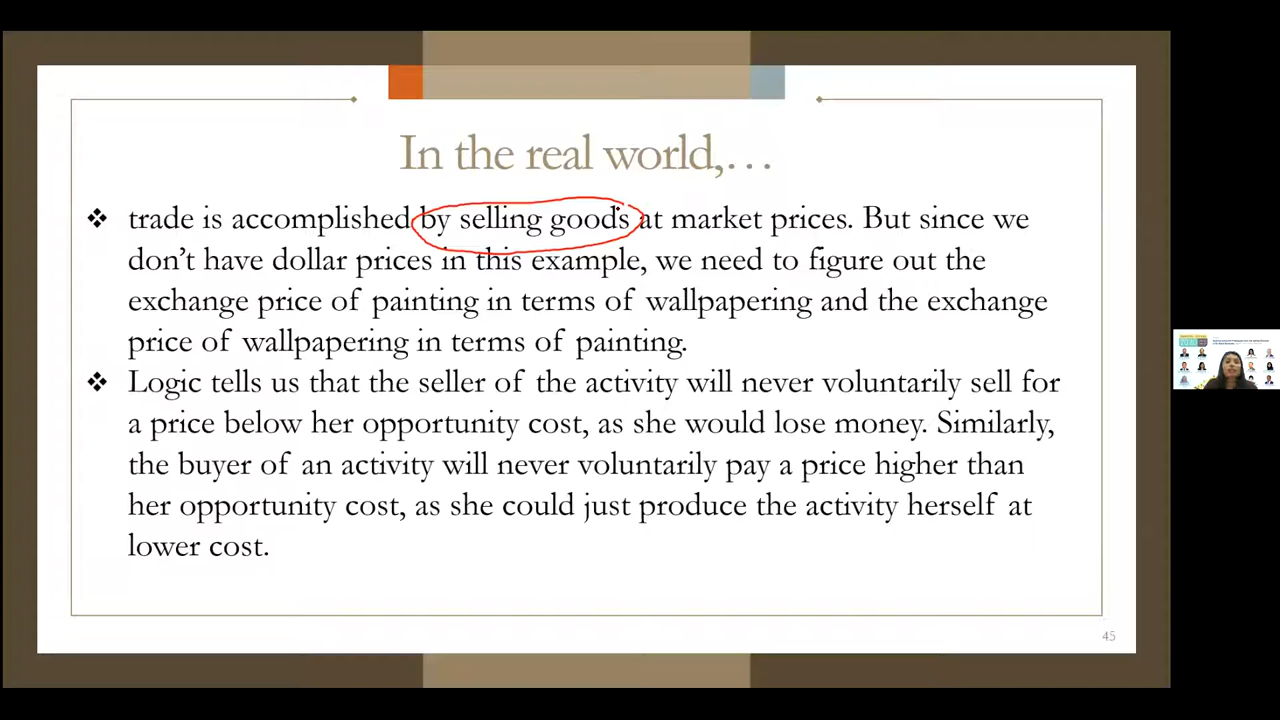 In the real world,…
❖ trade is accomplished by selling goods at market prices. But since we
don't have dollar prices in this example, we need to figure out the
exchange price of painting in terms of wallpapering and the exchange
price of wallpapering in terms of painting.
❖ Logic tells us that the seller of the activity will never voluntarily sell for
a price below her opportunity cost, as she would lose money. Similarly,
the buyer of an activity will never voluntarily pay a price higher than
her opportunity cost, as she could just produce the activity herself at
lower cost.
45